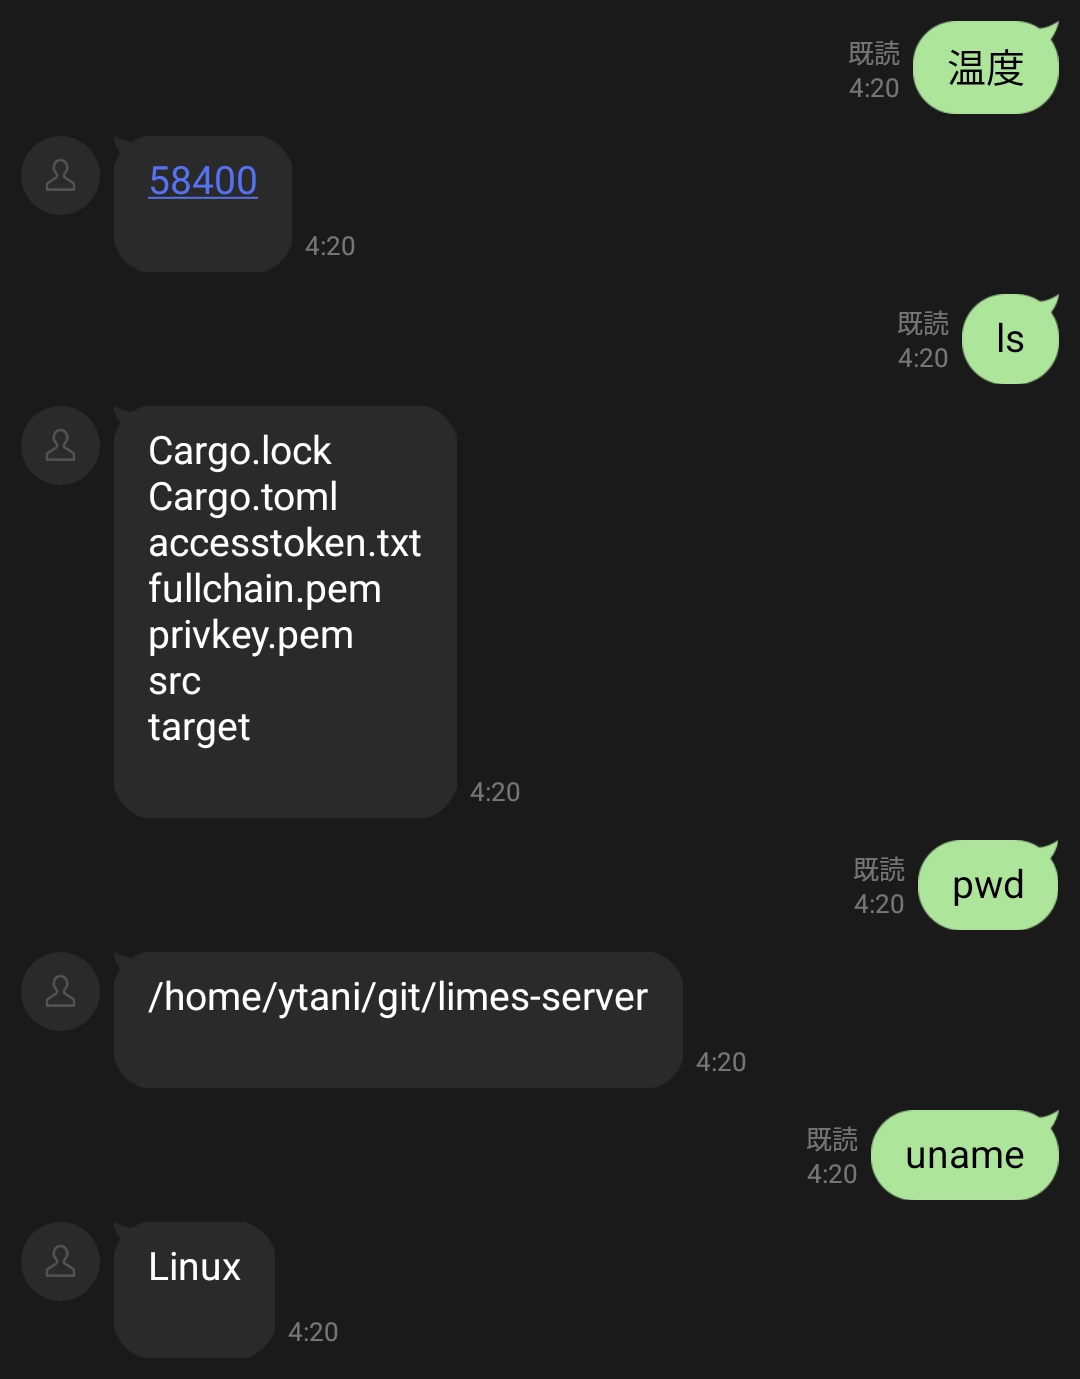 既読
4:20
温度
58400
4:20
既読
4:20
ls
Cargo.lock
Cargo.toml
accesstoken.txt
fullchain.pem
privkey.pem
src
target
4:20
既読
4:20
pwd
/home/ytani/git/limes-server
4:20
既読
4:20
uname
Linux
4:20